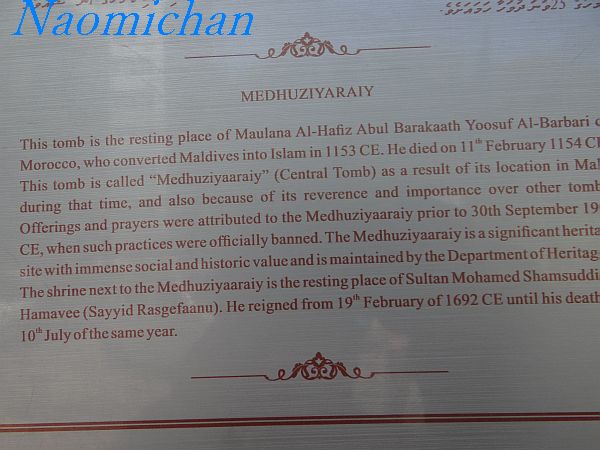 Naomichan
MEDHUZIYARAIY
This tomb is the resting place of Maulana Al-Hafiz Abul Barakaath Yoosuf Al-Barbari
Morocco, who converted Maldives into Islam in 1153 CE. He died on 11th February 1154 CE
This tomb is called “Medhuziyaaraiy” (Central Tomb) as a result of its location in
during that time, and also because of its reverence and importance over other
Offerings and prayers were attributed to the Medhuziyaaraiy prior to 30th September
CE, when such practices were officially banned. The Medhuziyaaraiy is a significant
site with immense social and historic value and is maintained by the Department of
The shrine next to the Medhuziyaaraiy is the resting place of Sultan Mohamed
Hamavee (Sayyid Rasgefaanu). He reigned from 19th February of 1692 CE until his death
10th July of the same year.